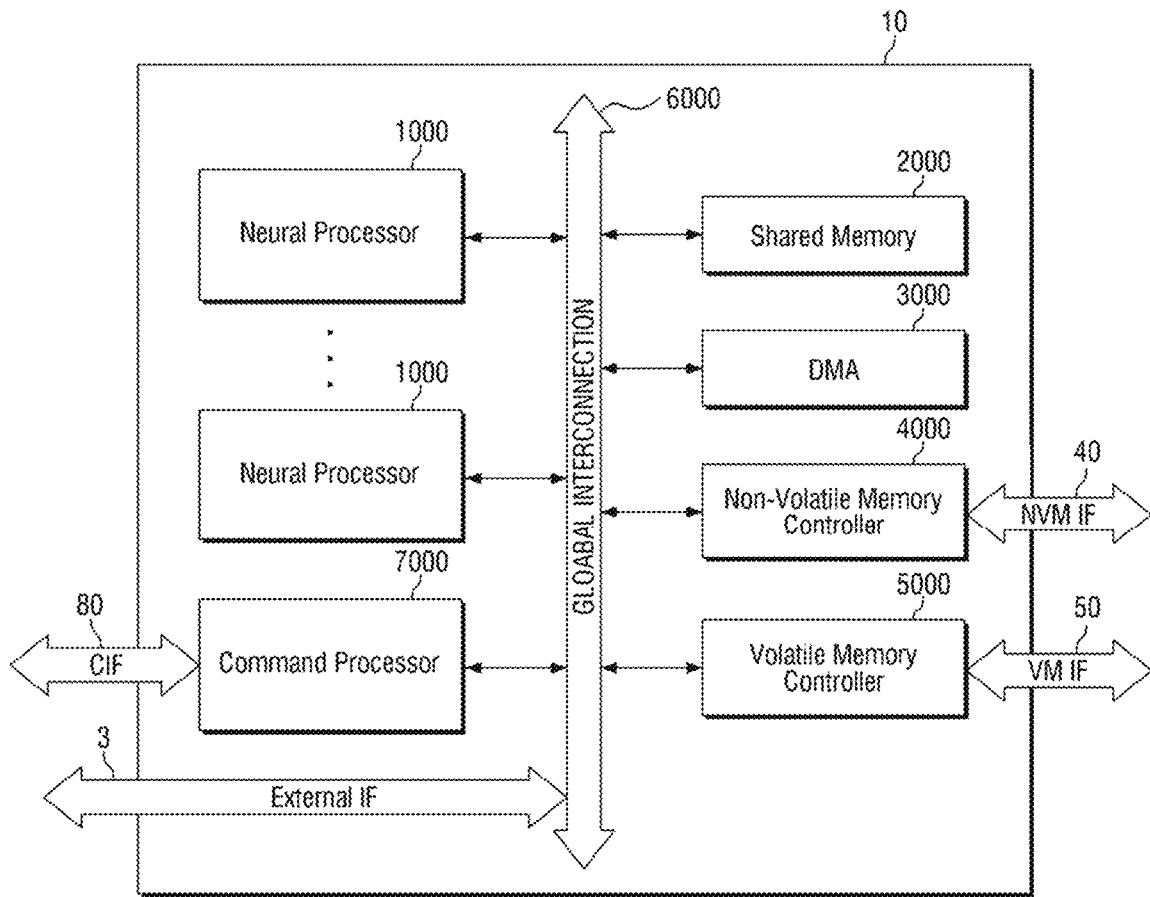 10
6000
1000
Neural Processor
2000
Shared Memory
3000
DMA
1000
Neural Processor
GLOABAL INTERCONNECTION
4000
Non-Volatile Memory
Controller
40
NVM IF
7000
Command Processor
80
CIF
5000
Volatile Memory
Controller
50
VM IF
3
External IF